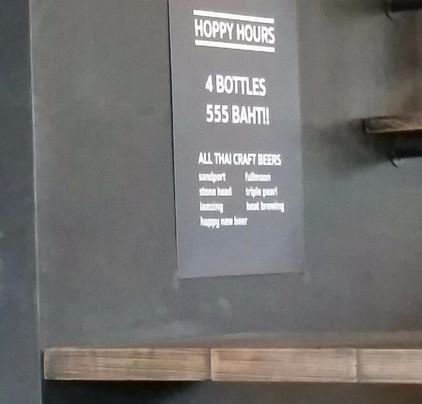 HOPPY HOURS
4 BOTTLES
555 BAHT!!
ALL THAI CRAFT BEERS
sandport fullmoon
stone head triple pearl
lamzing boat brewing
happy new beer